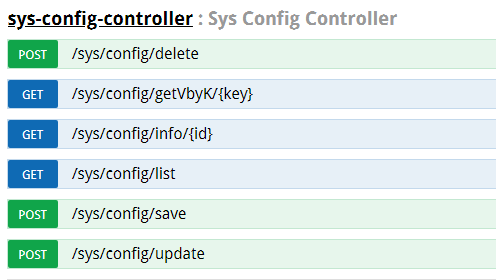 sys-config-controller : Sys Config Controller
POST /sys/config/delete
GET /sys/config/getVbyK/{key}
GET /sys/config/info/{id}
GET /sys/config/list
POST /sys/config/save
POST /sys/config/update